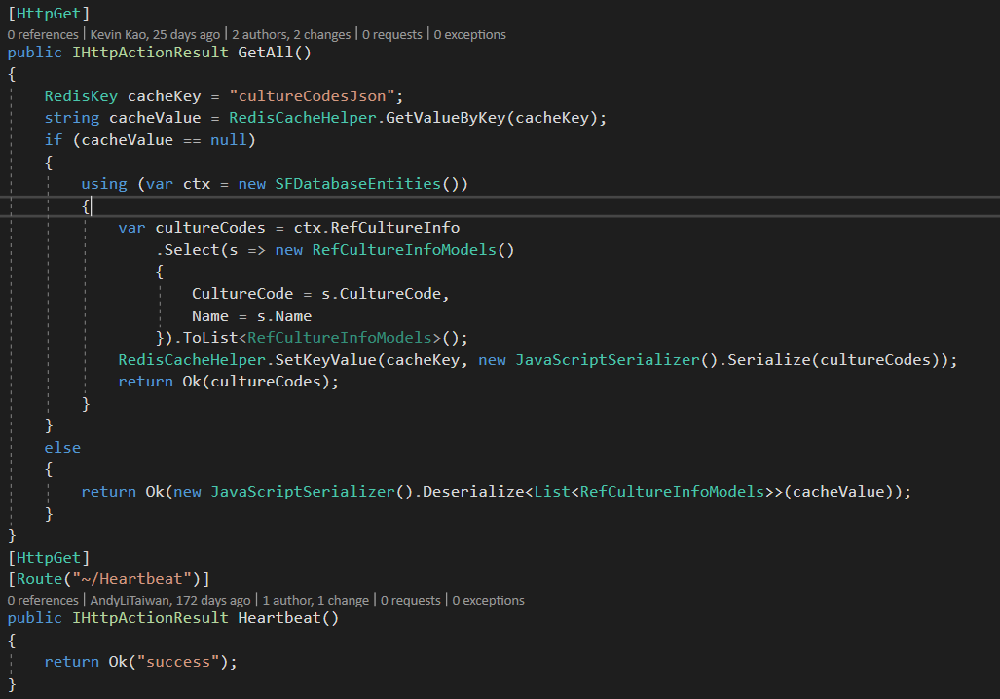 [HttpGet]
0 references | Kevin Kao, 25 days ago | 2 authors, 2 changes | 0 requests | 0 exceptions
public IHttpActionResult GetAll()
{
    RedisKey cacheKey = "cultureCodesJson";
    string cacheValue = RedisCacheHelper.GetValueByKey(cacheKey);
    if (cacheValue == null)
    {
        using (var ctx = new SFDatabaseEntities())
        {
            var cultureCodes = ctx.RefCultureInfo
                .Select(s => new RefCultureInfoModels()
                {
                    CultureCode = s.CultureCode,
                    Name = s.Name
                }).ToList<RefCultureInfoModels>();
            RedisCacheHelper.SetKeyValue(cacheKey, new JavaScriptSerializer().Serialize(cultureCodes));
            return Ok(cultureCodes);
        }
    }
    else
    {
        return Ok(new JavaScriptSerializer().Deserialize<List<RefCultureInfoModels>>(cacheValue));
    }
}
[HttpGet]
[Route("~/Heartbeat")]
0 references | AndyLiTaiwan, 172 days ago | 1 author, 1 change | 0 requests | 0 exceptions
public IHttpActionResult Heartbeat()
{
    return Ok("success");
}